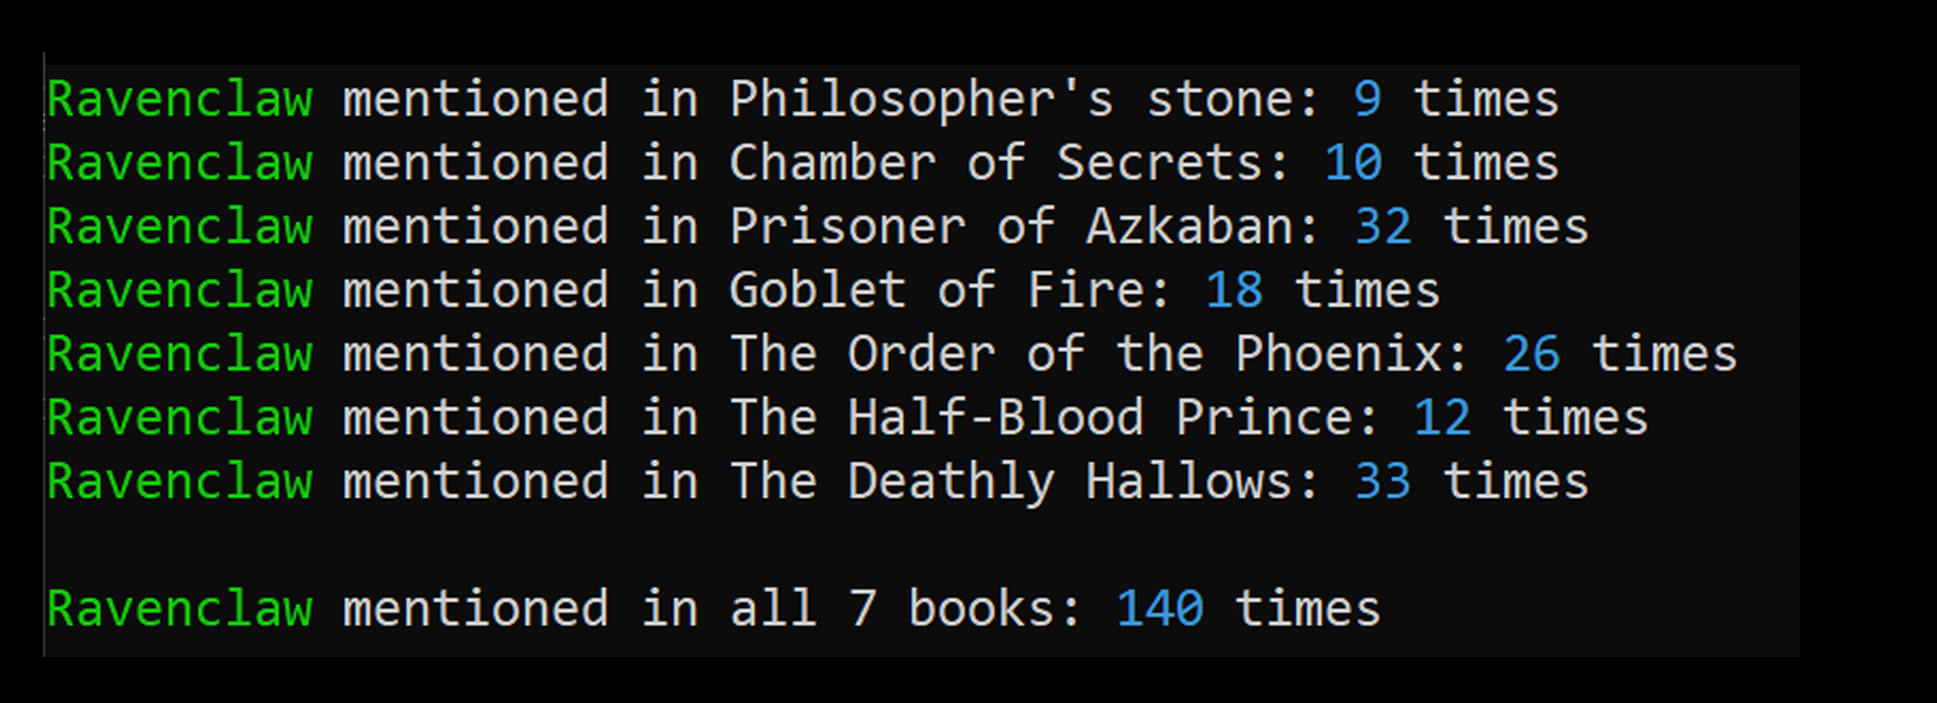 Ravenclaw mentioned in Philosopher's stone: 9 times
Ravenclaw mentioned in Chamber of Secrets: 10 times
Ravenclaw mentioned in Prisoner of Azkaban: 32 times
Ravenclaw mentioned in Goblet of Fire: 18 times
Ravenclaw mentioned in The Order of the Phoenix: 26 times
Ravenclaw mentioned in The Half-Blood Prince: 12 times
Ravenclaw mentioned in The Deathly Hallows: 33 times
Ravenclaw mentioned in all 7 books: 140 times